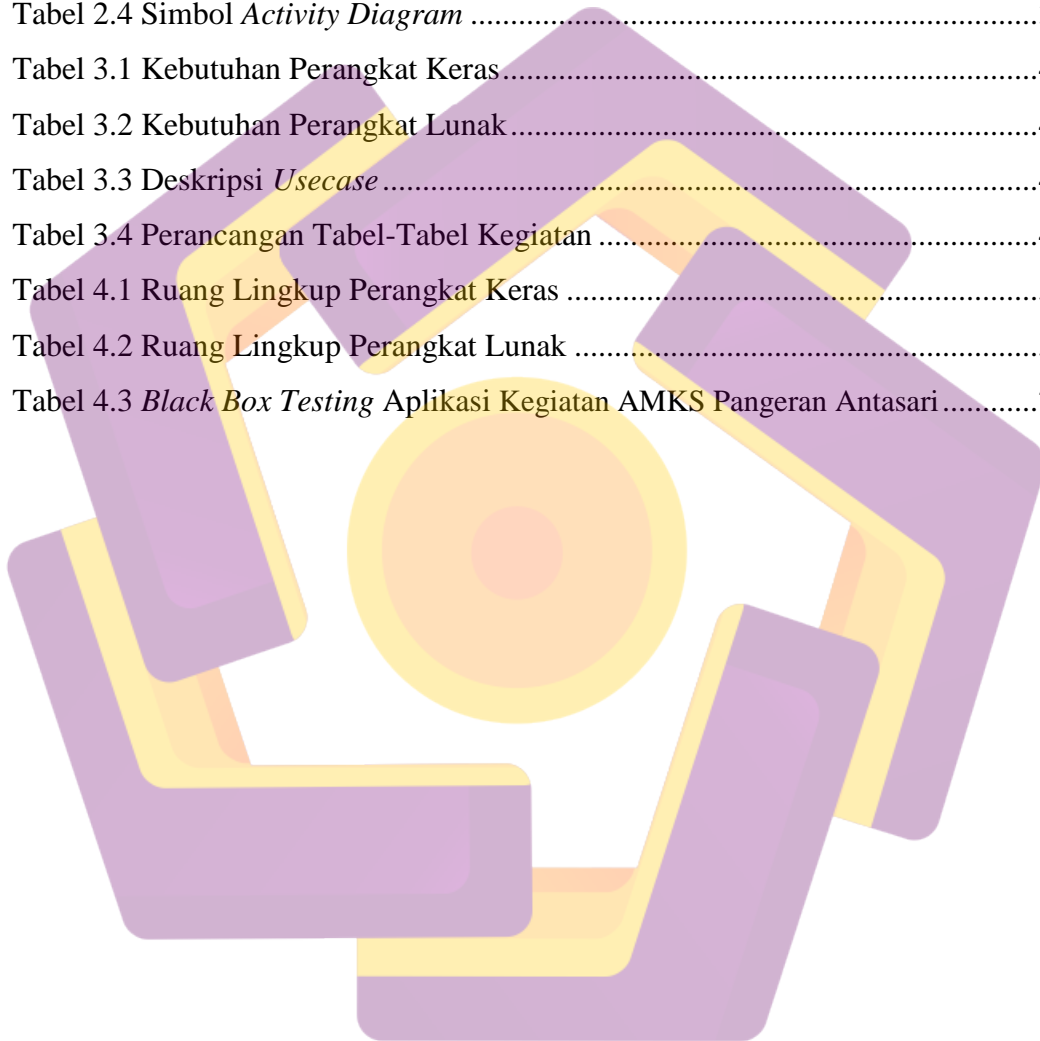 Tabel 2.4 Simbol Activity Diagram ......................................................................
Tabel 3.1 Kebutuhan Perangkat Keras..................................................................
Tabel 3.2 Kebutuhan Perangkat Lunak.................................................................
Tabel 3.3 Deskripsi Usecase.................................................................................
Tabel 3.4 Perancangan Tabel-Tabel Kegiatan ......................................................
Tabel 4.1 Ruang Lingkup Perangkat Keras ..........................................................
Tabel 4.2 Ruang Lingkup Perangkat Lunak .........................................................
Tabel 4.3 Black Box Testing Aplikasi Kegiatan AMKS Pangeran Antasari............